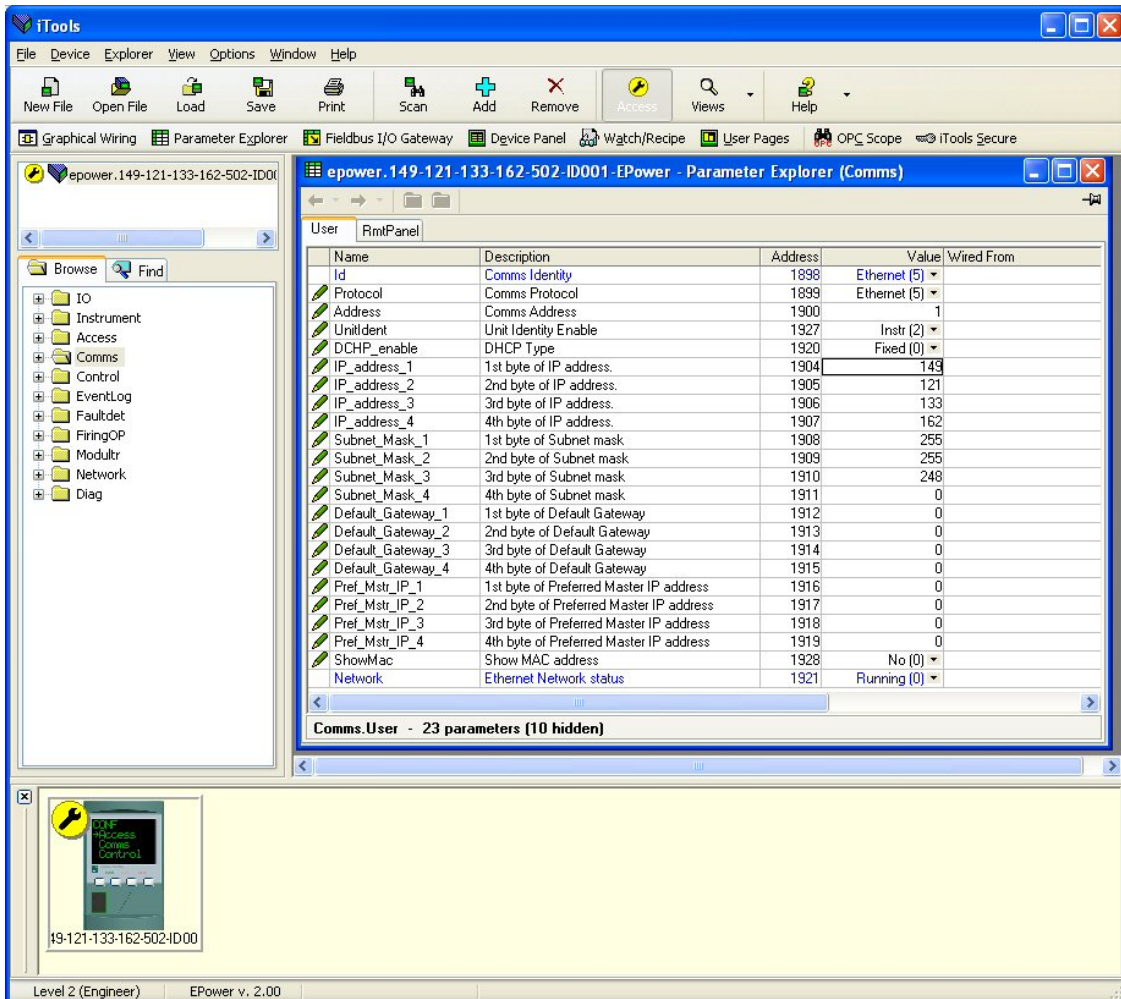 iTools
File Device Explorer View Options Window Help
New File Open File Load Save Print Scan Add Remove Access Views Help
Graphical Wiring Parameter Explorer Fieldbus I/O Gateway Device Panel Watch/Recipe User Pages OPC Scope iTools Secure
epower.149-121-133-162-502-ID00
Browse Find
IO
Instrument
Access
Comms
Control
EventLog
Faultdet
FiringOP
Modultr
Network
Diag
epower.149-121-133-162-502-ID001-EPower - Parameter Explorer (Comms)
User RmtPanel
Name Description Address Value Wired From
Id Comms Identity 1898 Ethernet (5)
Protocol Comms Protocol 1899 Ethernet (5)
Address Comms Address 1900 1
UnitIdent Unit Identity Enable 1927 Instr (2)
DCHP_enable DHCP Type 1920 Fixed (0)
IP_address_1 1st byte of IP address. 1904 149
IP_address_2 2nd byte of IP address. 1905 121
IP_address_3 3rd byte of IP address. 1906 133
IP_address_4 4th byte of IP address. 1907 162
Subnet_Mask_1 1st byte of Subnet mask 1908 255
Subnet_Mask_2 2nd byte of Subnet mask 1909 255
Subnet_Mask_3 3rd byte of Subnet mask 1910 248
Subnet_Mask_4 4th byte of Subnet mask 1911 0
Default_Gateway_1 1st byte of Default Gateway 1912 0
Default_Gateway_2 2nd byte of Default Gateway 1913 0
Default_Gateway_3 3rd byte of Default Gateway 1914 0
Default_Gateway_4 4th byte of Default Gateway 1915 0
Pref_Mstr_IP_1 1st byte of Preferred Master IP address 1916 0
Pref_Mstr_IP_2 2nd byte of Preferred Master IP address 1917 0
Pref_Mstr_IP_3 3rd byte of Preferred Master IP address 1918 0
Pref_Mstr_IP_4 4th byte of Preferred Master IP address 1919 0
ShowMac Show MAC address 1928 No (0)
Network Ethernet Network status 1921 Running (0)
Comms.User - 23 parameters (10 hidden)
CONF
Access
Comms
Control
49-121-133-162-502-ID00
Level 2 (Engineer) EPower v. 2.00